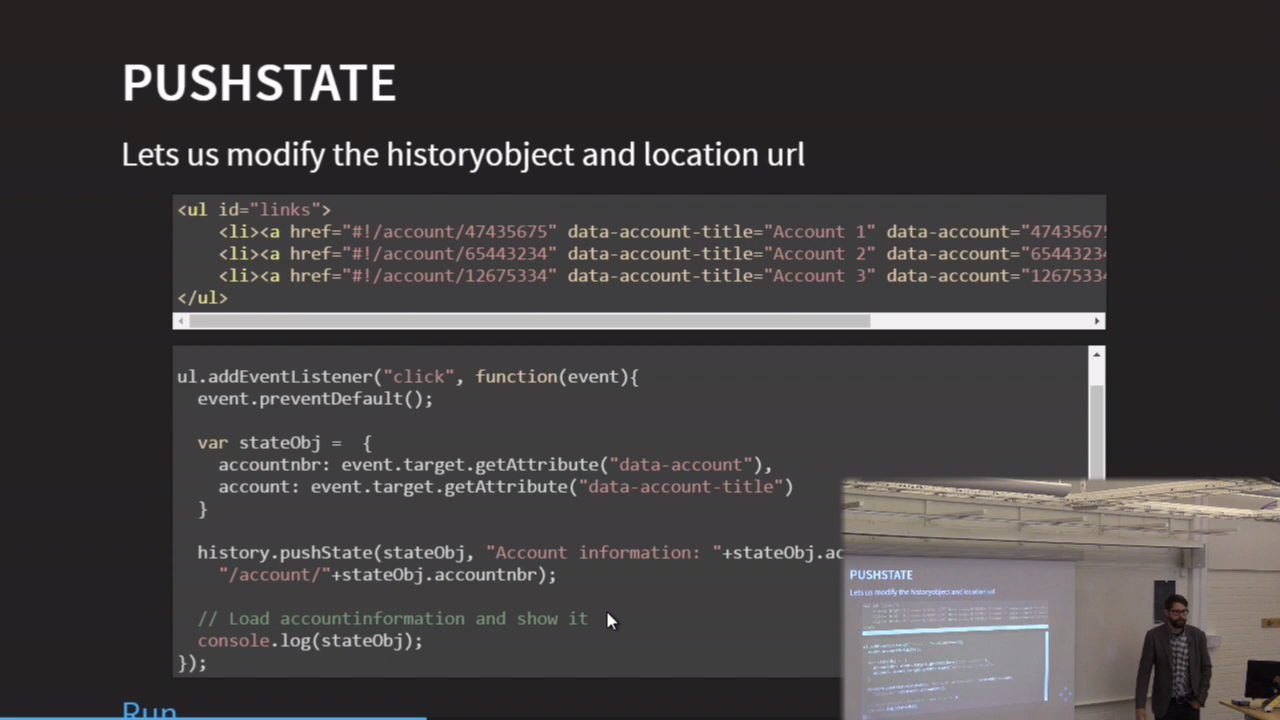 PUSHSTATE
Lets us modify the historyobject and location url
<ul id="links">
<li><a href="#!/account/47435675" data-account-title="Account 1" data-account="4743567
<li><a href="#!/account/65443234" data-account-title="Account 2" data-account="6544323
<li><a href="#!/account/12675334" data-account-title="Account 3" data-account="12675334
</ul>
ul.addEventListener("click", function(event){
event.preventDefault();
var stateObj = {
accountnbr: event.target.getAttribute("data-account"),
account: event.target.getAttribute("data-account-title")
}
history.pushState(stateObj, "Account information: "+stateObj.ac
"/account/"+stateObj.accountnbr);
// Load accountinformation and show it
console.log(stateObj);
});
Run
PUSHSTATE
Lets us modify the historyobject and location url